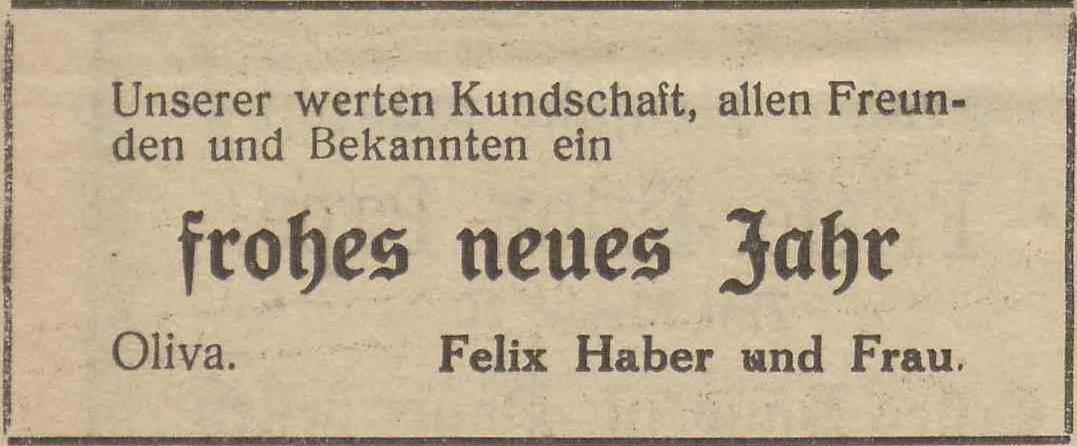 Unserer werten Kundschaft, allen Freun-
den und Bekannten ein
frohes neues Jahr
Oliva. Felix Haber und Frau.